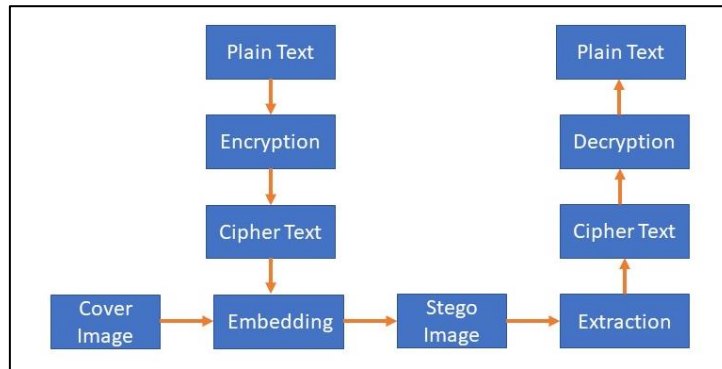 Plain Text
Encryption
Cipher Text
Cover
Image
Embedding
Stego
Image
Extraction
Cipher Text
Decryption
Plain Text